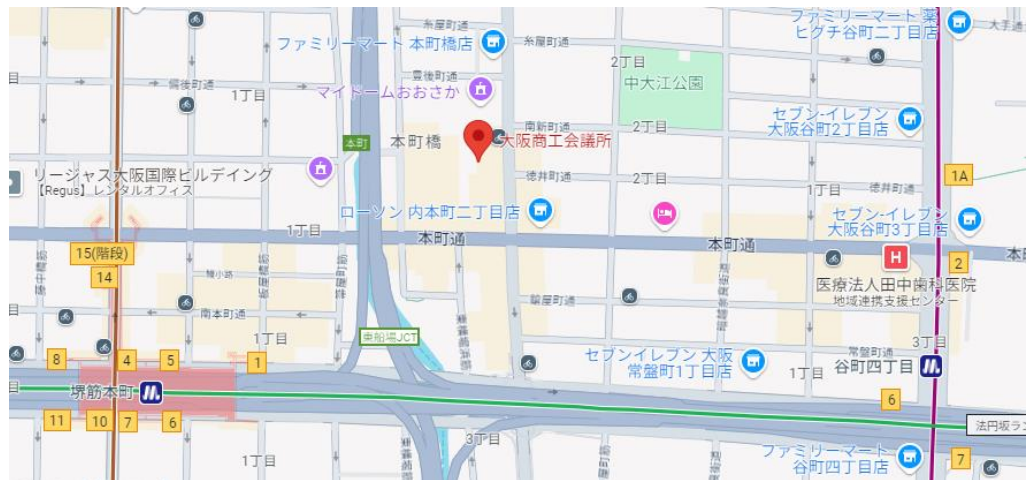 糸屋町通
ファミリーマート 薬
ヒグチ谷町二丁目店
大手通
ファミリーマート 本町橋店
糸屋町通
2丁目
豊後町通
備後町通
1丁目
マイドームおおさか
中大江公園
セブン-イレブン
大阪谷町2丁目店
南新町通
2丁目
本町
本町橋
大阪商工会議所
リージャス大阪国際ビルデイング
【Regus】レンタルオフィス
徳井町通
2丁目
1丁目
徳井町通
1A
ローソン 内本町二丁目店
セブン-イレブン
大阪谷町3丁目店
1丁目
本町通
本町通
本町
15(階段)
14
2
医療法人田中歯科医院
地域連携支援センター
南本町通
1丁目
東船場JCT
3丁目
常盤町通
谷町四丁目
セブンイレブン 大阪
常盤町1丁目店
1丁目
8
4
5
1
堺筋本町
6
11
10
7
6
法円坂ラン
3丁目
1丁目
ファミリーマート
谷町四丁目店
7